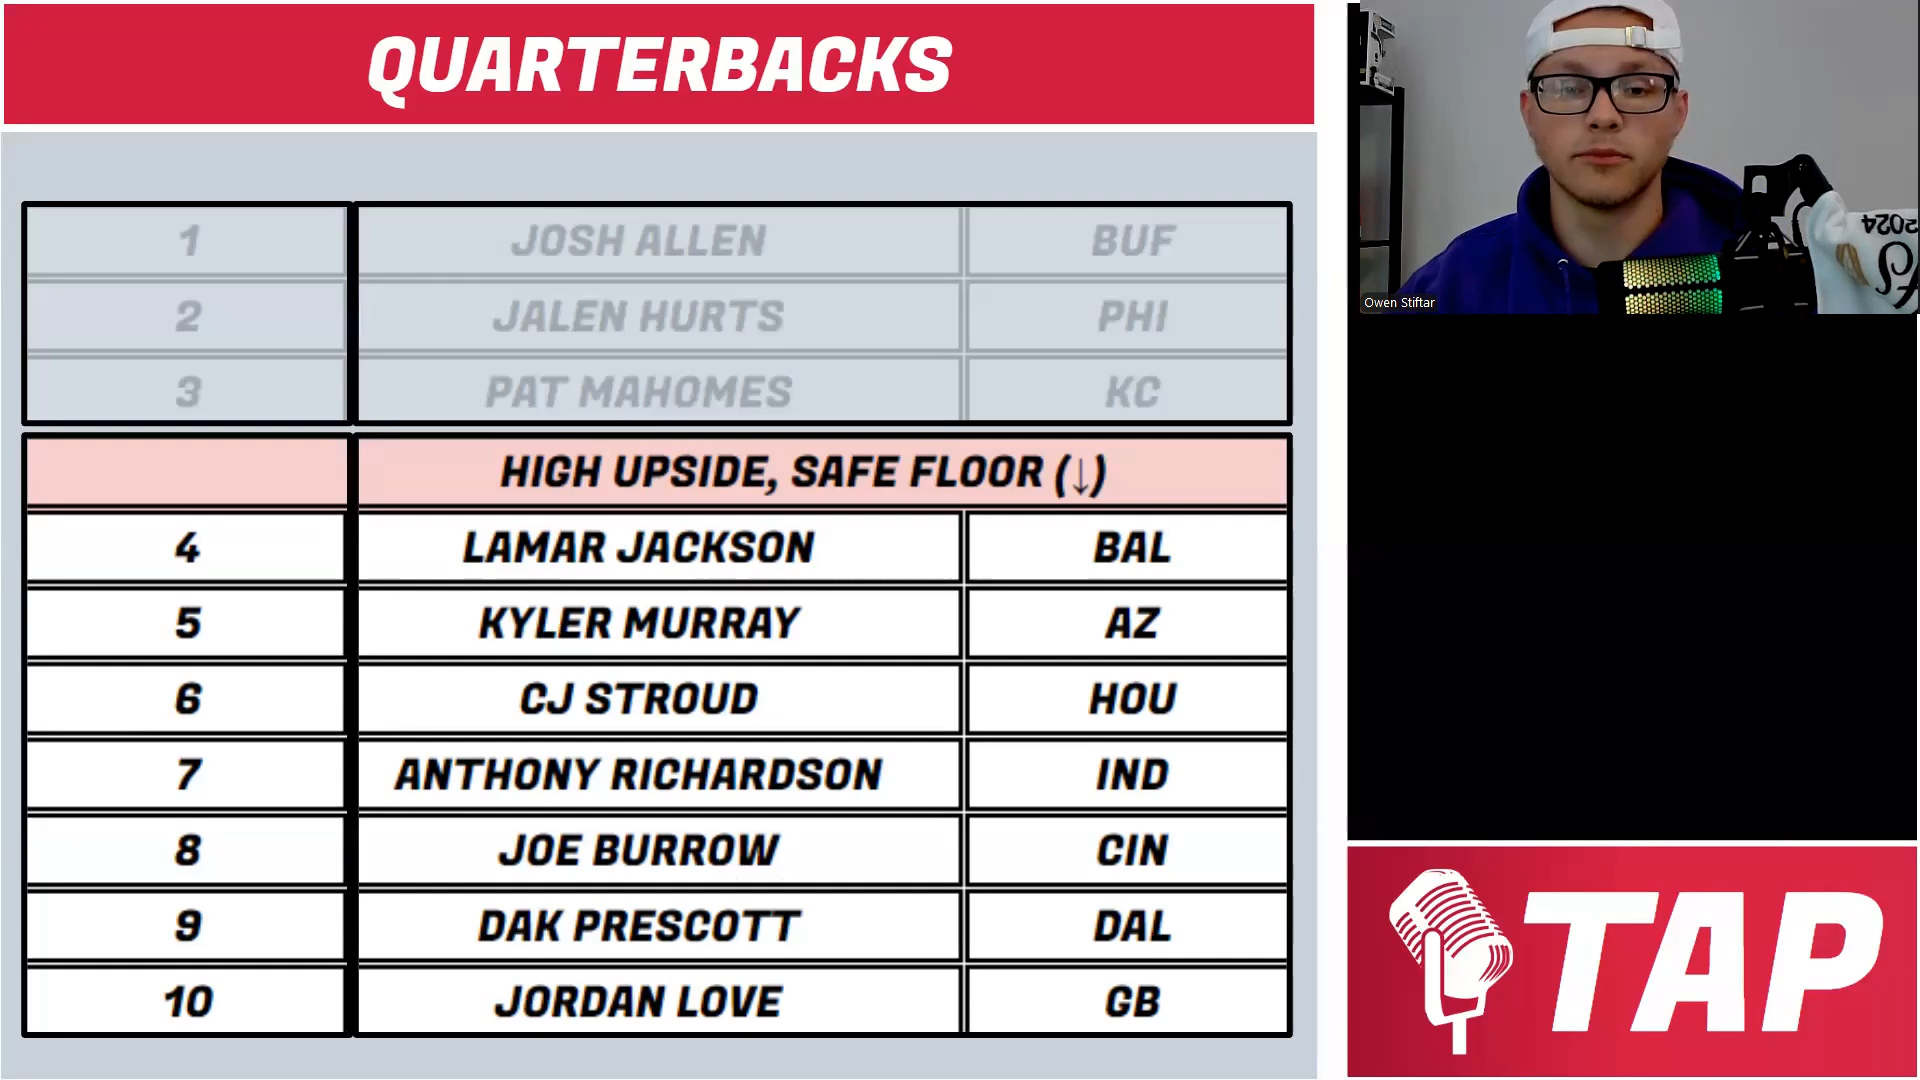 QUARTERBACKS
1 JOSH ALLEN BUF
2 JALEN HURTS PHI
3 PAT MAHOMES KC
HIGH UPSIDE, SAFE FLOOR (↓)
4 LAMAR JACKSON BAL
5 KYLER MURRAY AZ
6 CJ STROUD HOU
7 ANTHONY RICHARDSON IND
8 JOE BURROW CIN
9 DAK PRESCOTT DAL
10 JORDAN LOVE GB
2024
Owen Stiftar
TAP